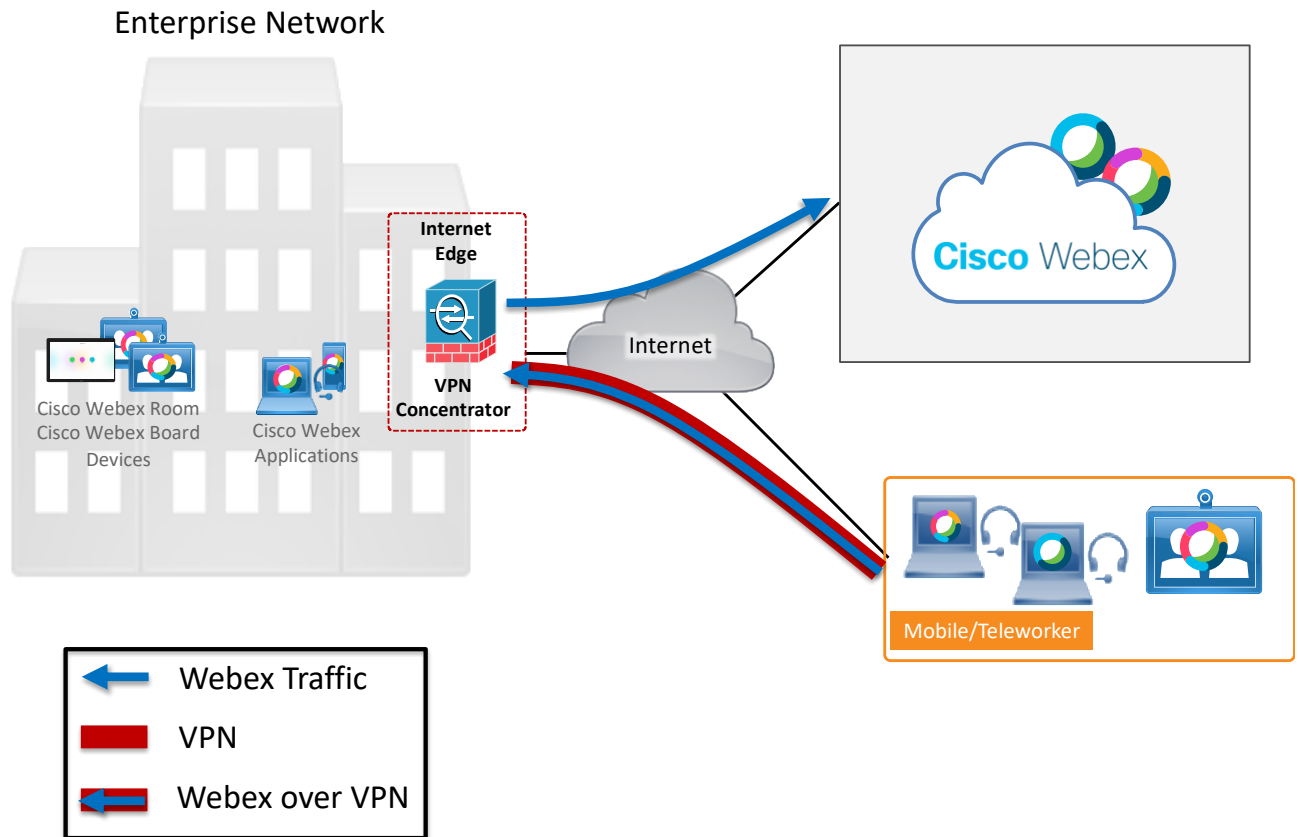 Enterprise Network
Internet
Edge
VPN
Concentrator
Cisco Webex Room
Cisco Webex Board
Devices
Cisco Webex
Applications
Internet
Cisco Webex
Mobile/Teleworker
Webex Traffic
VPN
Webex over VPN